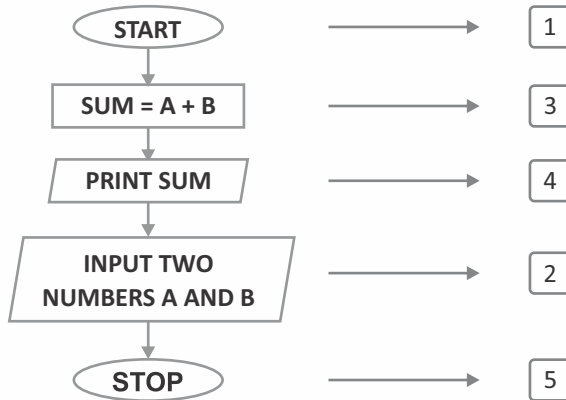 START
1
SUM = A + B
3
PRINT SUM
4
INPUT TWO
NUMBERS A AND B
2
STOP
5